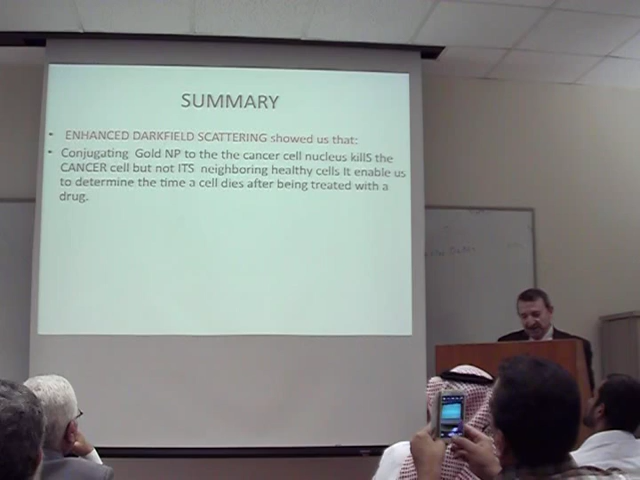 SUMMARY
• ENHANCED DARKFIELD SCATTERING showed us that:
• Conjugating Gold NP to the the cancer cell nucleus killS the
CANCER cell but not ITS neighboring healthy cells It enable us
to determine the time a cell dies after being treated with a
drug.